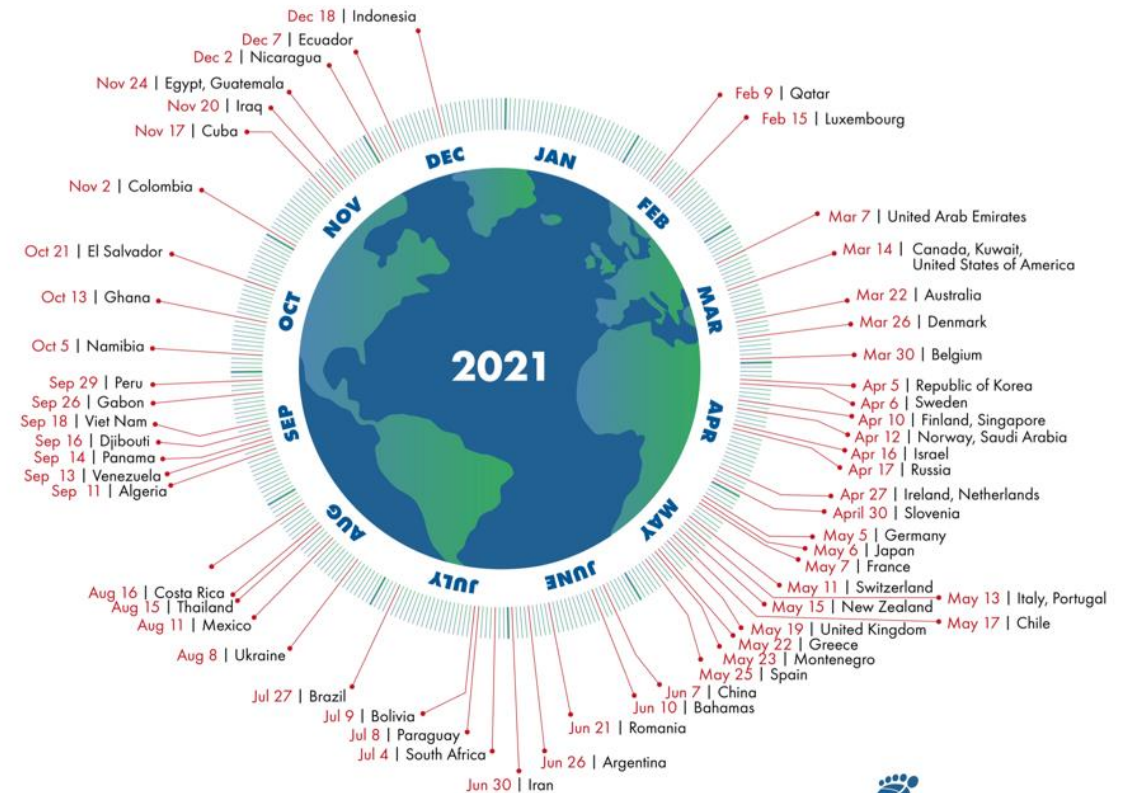 Dec 18 | Indonesia
Dec 7 | Ecuador
Dec 2 | Nicaragua
Nov 24 | Egypt, Guatemala
Nov 20 | Iraq
Nov 17 | Cuba
Nov 2 | Colombia
Oct 21 | El Salvador
Oct 13 | Ghana
Oct 5 | Namibia
Sep 29 | Peru
Sep 26 | Gabon
Sep 18 | Viet Nam
Sep 16 | Djibouti
Sep 14 | Panama
Sep 13 | Venezuela
Sep 11 | Algeria
Aug 16 | Costa Rica
Aug 15 | Thailand
Aug 11 | Mexico
Aug 8 | Ukraine
Jul 27 | Brazil
Jul 9 | Bolivia
Jul 8 | Paraguay
Jul 4 | South Africa
Jun 30 | Iran
JAN
FEB
MAR
APR
MAY
JUNE
JULY
AUG
SEP
OCT
NOV
DEC
2021
Feb 9 | Qatar
Feb 15 | Luxembourg
Mar 7 | United Arab Emirates
Mar 14 | Canada, Kuwait,
United States of America
Mar 22 | Australia
Mar 26 | Denmark
Mar 30 | Belgium
Apr 5 | Republic of Korea
Apr 6 | Sweden
Apr 10 | Finland, Singapore
Apr 12 | Norway, Saudi Arabia
Apr 16 | Israel
Apr 17 | Russia
Apr 27 | Ireland, Netherlands
April 30 | Slovenia
May 5 | Germany
May 6 | Japan
May 7 | France
May 11 | Switzerland
May 13 | Italy, Portugal
May 15 | New Zealand
May 17 | Chile
May 19 | United Kingdom
May 22 | Greece
May 23 | Montenegro
May 25 | Spain
Jun 7 | China
Jun 10 | Bahamas
Jun 21 | Romania
Jun 26 | Argentina